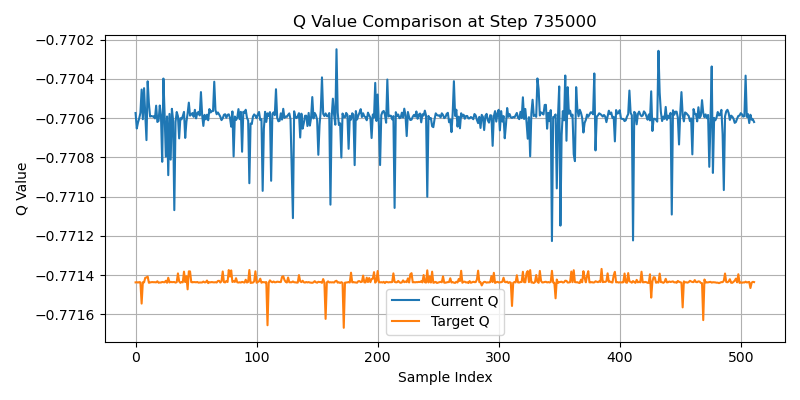 Q Value Comparison at Step 735000
Q Value
−0.7702
−0.7704
−0.7706
−0.7708
−0.7710
−0.7712
−0.7714
−0.7716
Current Q
Target Q
0 100 200 300 400 500
Sample Index